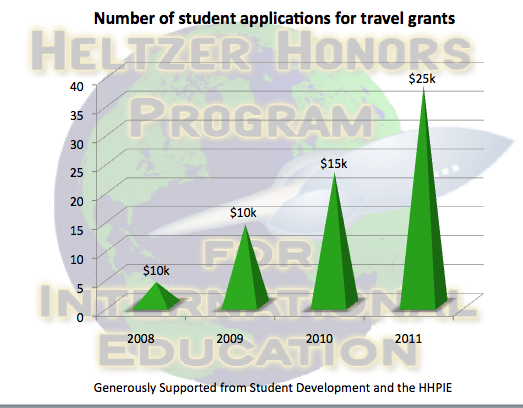 Number of student applications for travel grants
HELTZER HONORS
PROGRAM
FOR
INTERNATIONAL
EDUCATION
40
35
30
25
20
15
10
5
0
$10k
$10k
$15k
$25k
2008
2009
2010
2011
Generously Supported from Student Development and the HHPIE